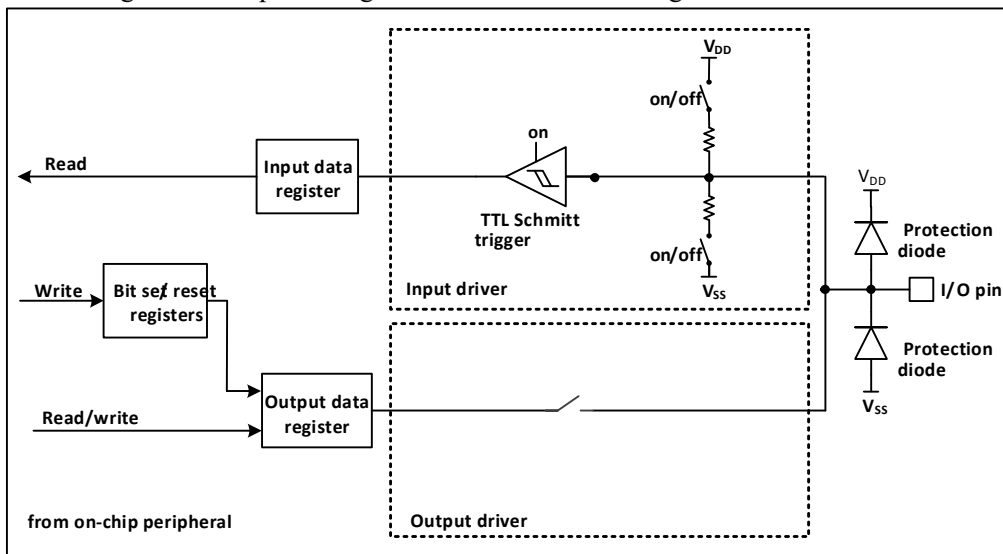 V_DD
on/off
on
Read
Input data
register
TTL Schmitt
trigger
V_DD
Protection
diode
on/off
V_SS
Write
Bit set/reset
registers
Input driver
I/O pin
Protection
diode
V_SS
Output data
register
Read/write
from on-chip peripheral
Output driver